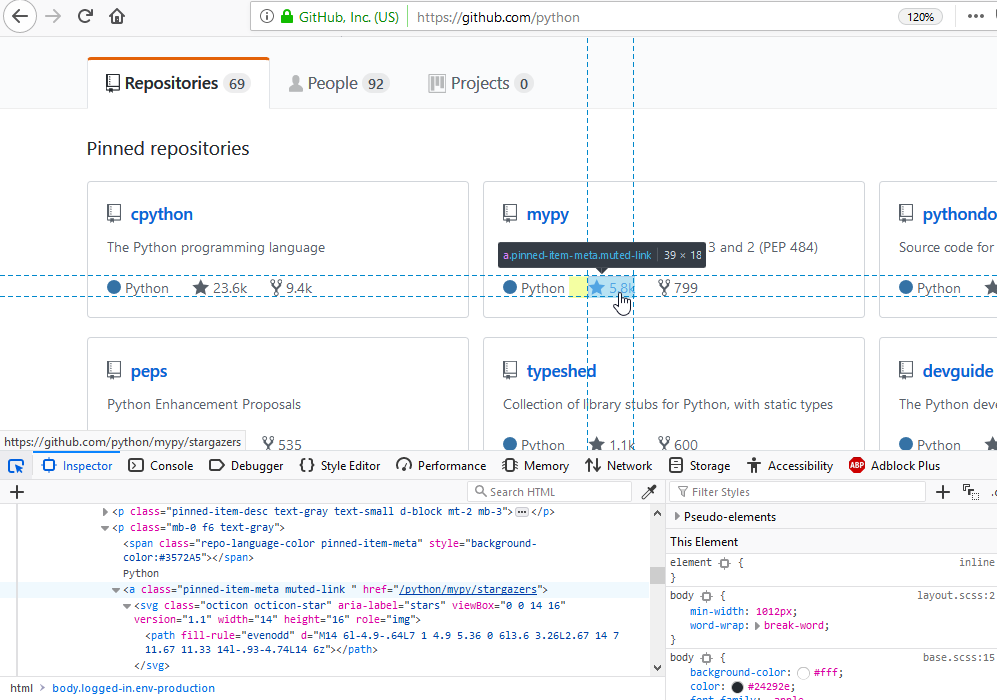 GitHub, Inc. (US) https://github.com/python 120%
Repositories 69 People 92 Projects 0
Pinned repositories
cpython mypy pythondo
The Python programming language 3 and 2 (PEP 484) Source code for
a.pinned-item-meta.muted-link 39 × 18
Python 23.6k 9.4k Python 5.8k 799 Python
peps typeshed devguide
Python Enhancement Proposals Collection of library stubs for Python, with static types The Python dev
https://github.com/python/mypy/stargazers 535 Python 1.1k 600 Python
Inspector Console Debugger Style Editor Performance Memory Network Storage Accessibility ABP Adblock Plus
Search HTML Filter Styles
<p class="pinned-item-desc text-gray text-small d-block mt-2 mb-3"></p>
<p class="mb-0 f6 text-gray">
<span class="repo-language-color pinned-item-meta" style="background-
color:#3572A5"></span>
Python
<a class="pinned-item-meta muted-link " href="/python/mypy/stargazers">
<svg class="octicon octicon-star" aria-label="stars" viewBox="0 0 14 16"
version="1.1" width="14" height="16" role="img">
<path fill-rule="evenodd" d="M14 6l-4.9-.64L7 1 4.9 5.36 0 6l3.6 3.26L2.67 14 7
11.67 11.33 14l-.93-4.74L14 6z"></path>
</svg>
html body.logged-in.env-production
Pseudo-elements
This Element
element { inline
}
body { layout.scss:2
min-width: 1012px;
word-wrap: break-word;
}
body { base.scss:15
background-color: #fff;
color: #24292e;